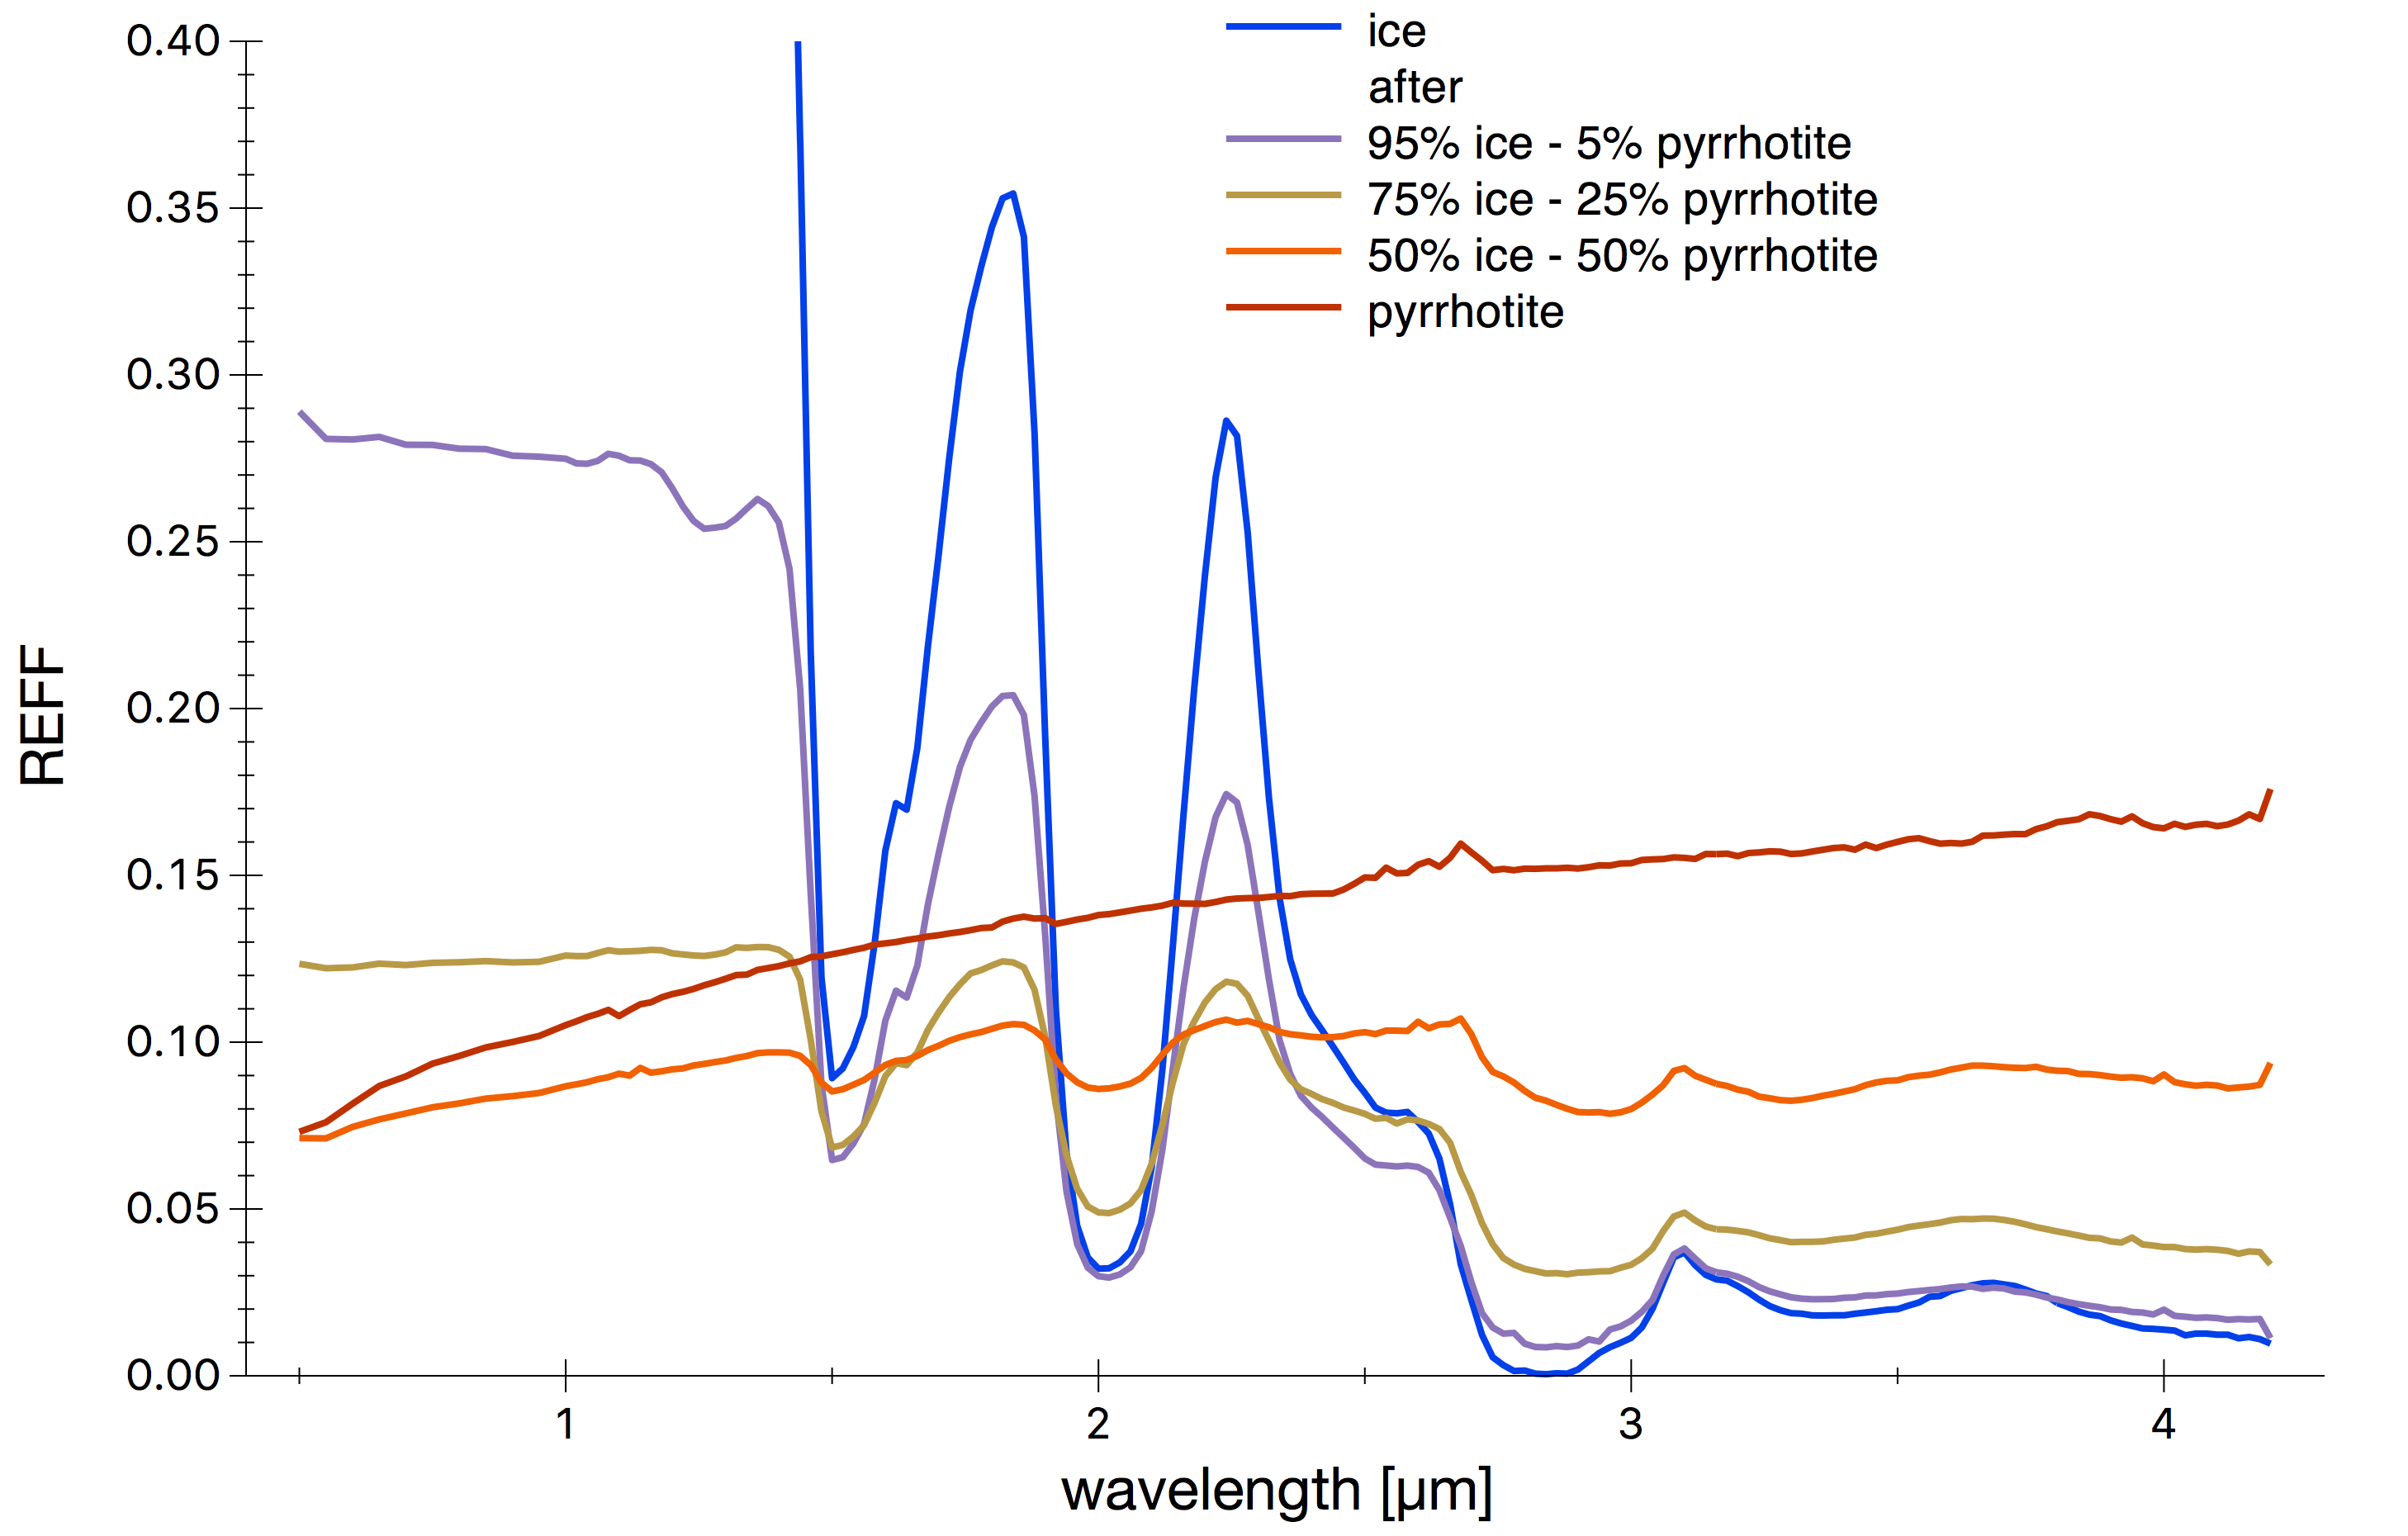 ice
after
95% ice - 5% pyrrhotite
75% ice - 25% pyrrhotite
50% ice - 50% pyrrhotite
pyrrhotite
0.40
0.35
0.30
0.25
0.20
0.15
0.10
0.05
0.00
REFF
1 2 3 4
wavelength [μm]